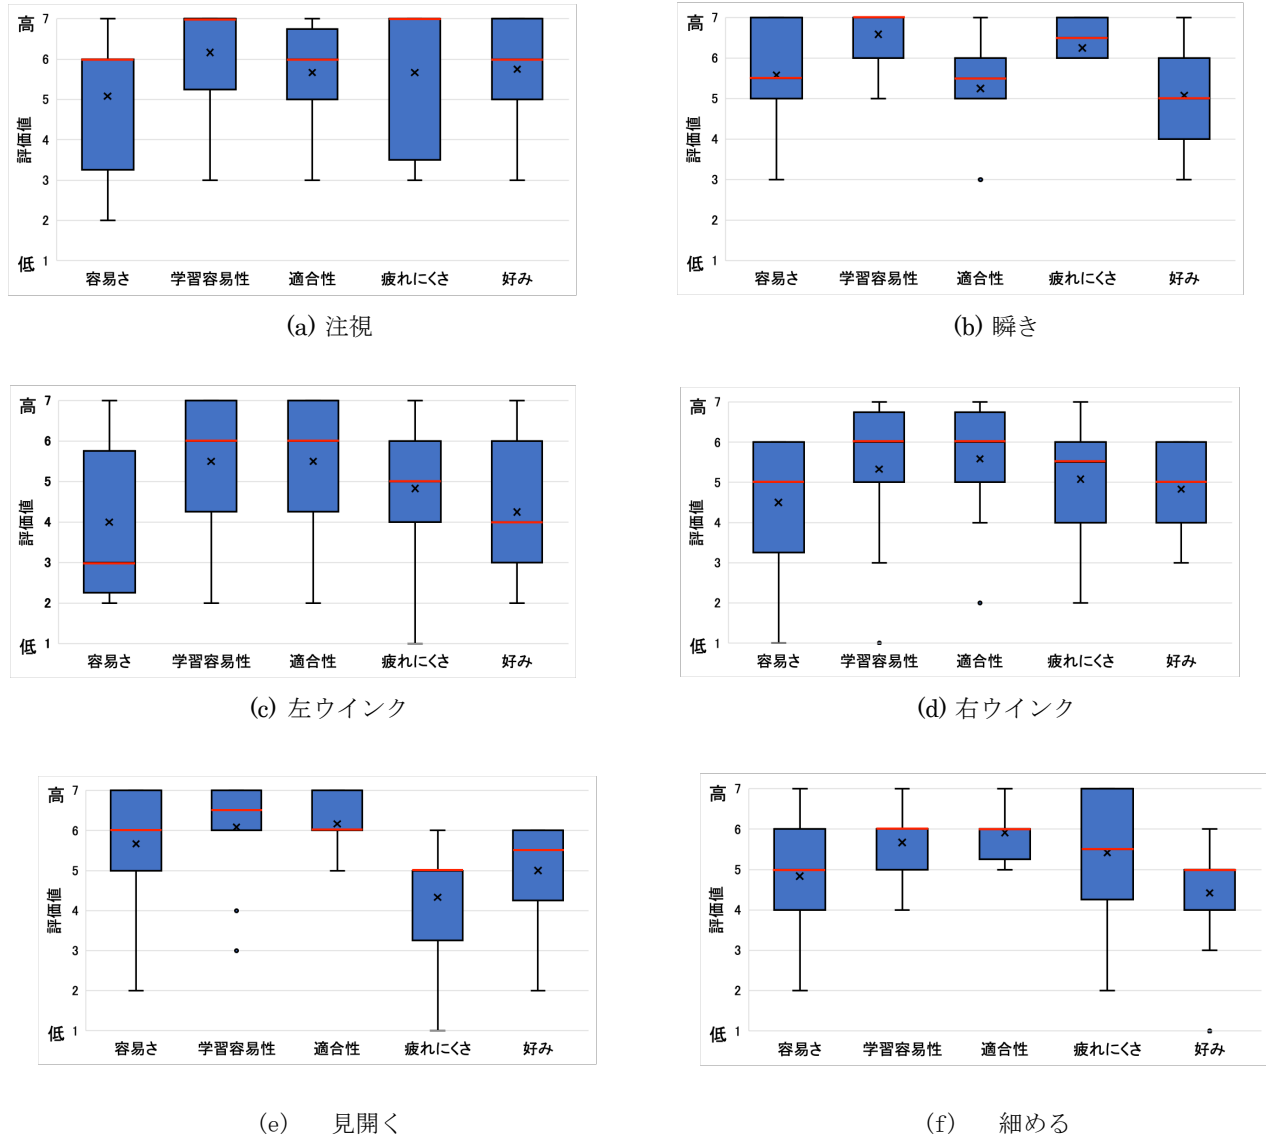 高 7
6
5
4
3
2
低 1
評価値
容易さ 学習容易性 適合性 疲れにくさ 好み
(a) 注視
高 7
6
5
4
3
2
低 1
評価値
容易さ 学習容易性 適合性 疲れにくさ 好み
(b) 瞬き
高 7
6
5
4
3
2
低 1
評価値
容易さ 学習容易性 適合性 疲れにくさ 好み
(c) 左ウインク
高 7
6
5
4
3
2
低 1
評価値
容易さ 学習容易性 適合性 疲れにくさ 好み
(d) 右ウインク
高 7
6
5
4
3
2
低 1
評価値
容易さ 学習容易性 適合性 疲れにくさ 好み
(e) 見開く
高 7
6
5
4
3
2
低 1
評価値
容易さ 学習容易性 適合性 疲れにくさ 好み
(f) 細める